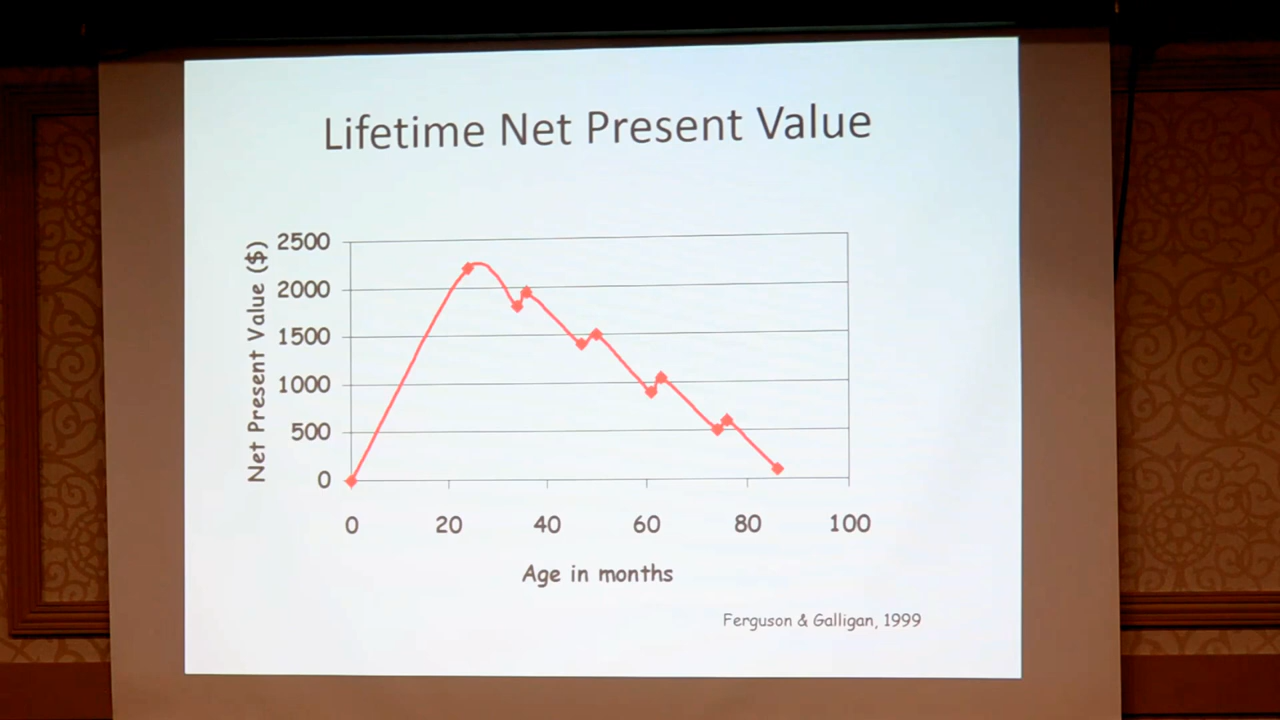 Lifetime Net Present Value
Net Present Value ($)
2500
2000
1500
1000
500
0
0 20 40 60 80 100
Age in months
Ferguson & Galligan, 1999